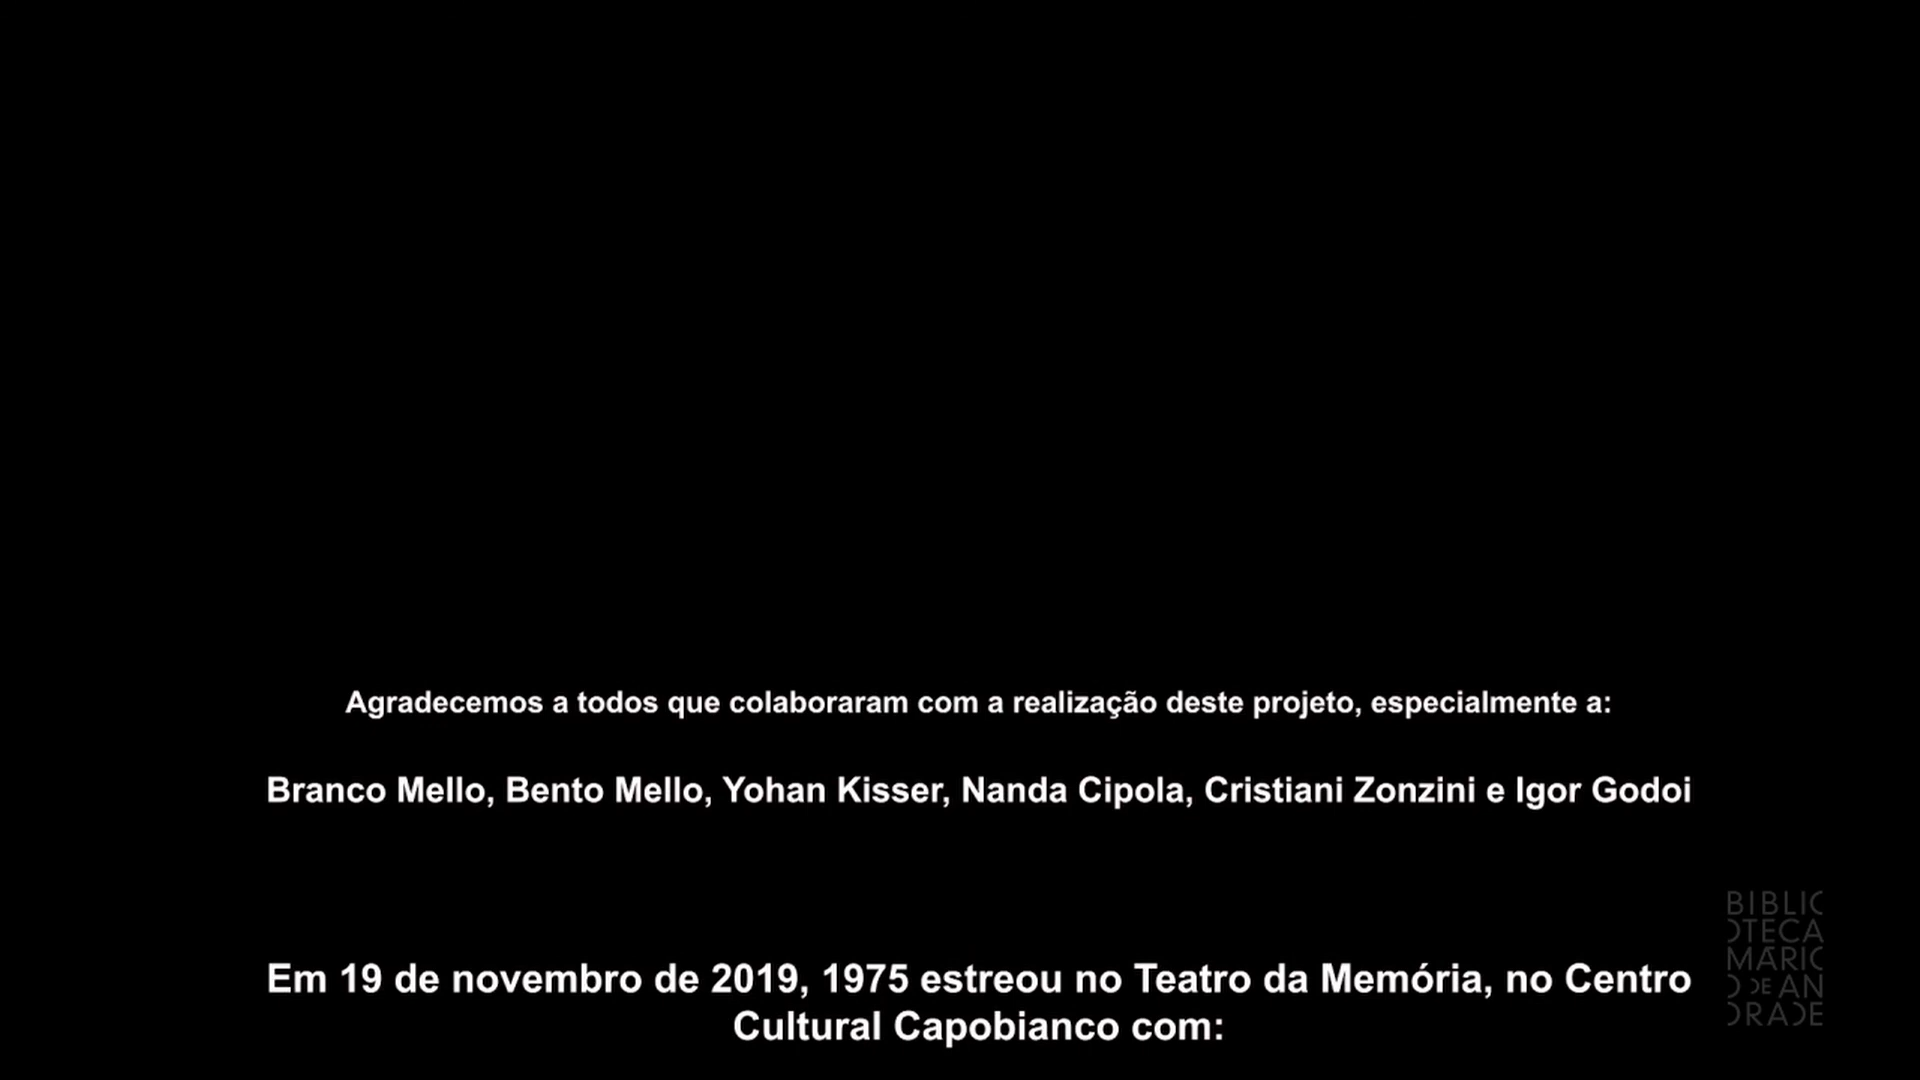 Agradecemos a todos que colaboraram com a realização deste projeto, especialmente a:
Branco Mello, Bento Mello, Yohan Kisser, Nanda Cipola, Cristiani Zonzini e Igor Godoi
Em 19 de novembro de 2019, 1975 estreou no Teatro da Memória, no Centro
Cultural Capobianco com:
BIBLIC
OTECA
MÁRIO
O DE AN
DRADE